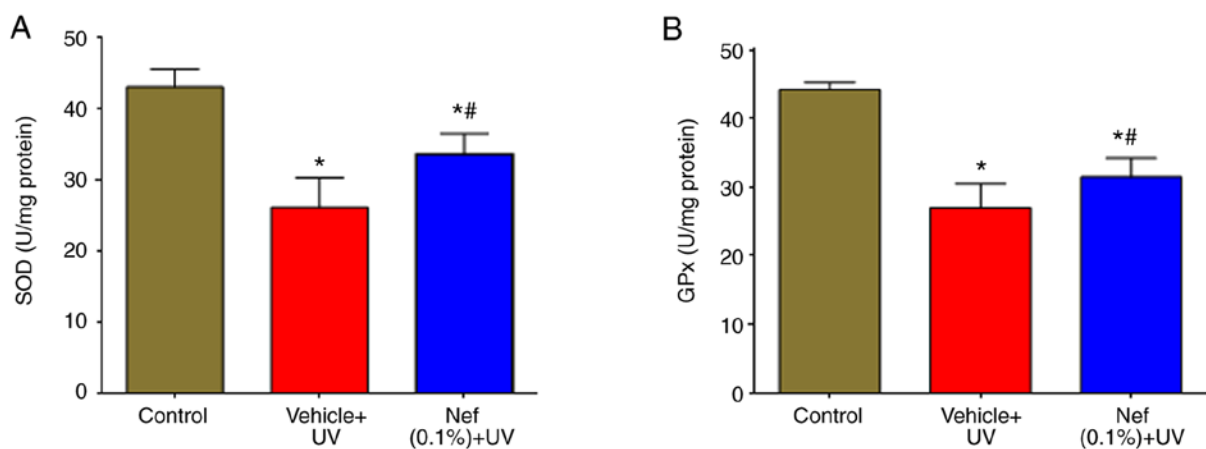 A
SOD (U/mg protein)
50
40
30
20
10
0
*
*#
Control
Vehicle+
UV
Nef
(0.1%)+UV
B
GPx (U/mg protein)
50
40
30
20
10
0
*
*#
Control
Vehicle+
UV
Nef
(0.1%)+UV